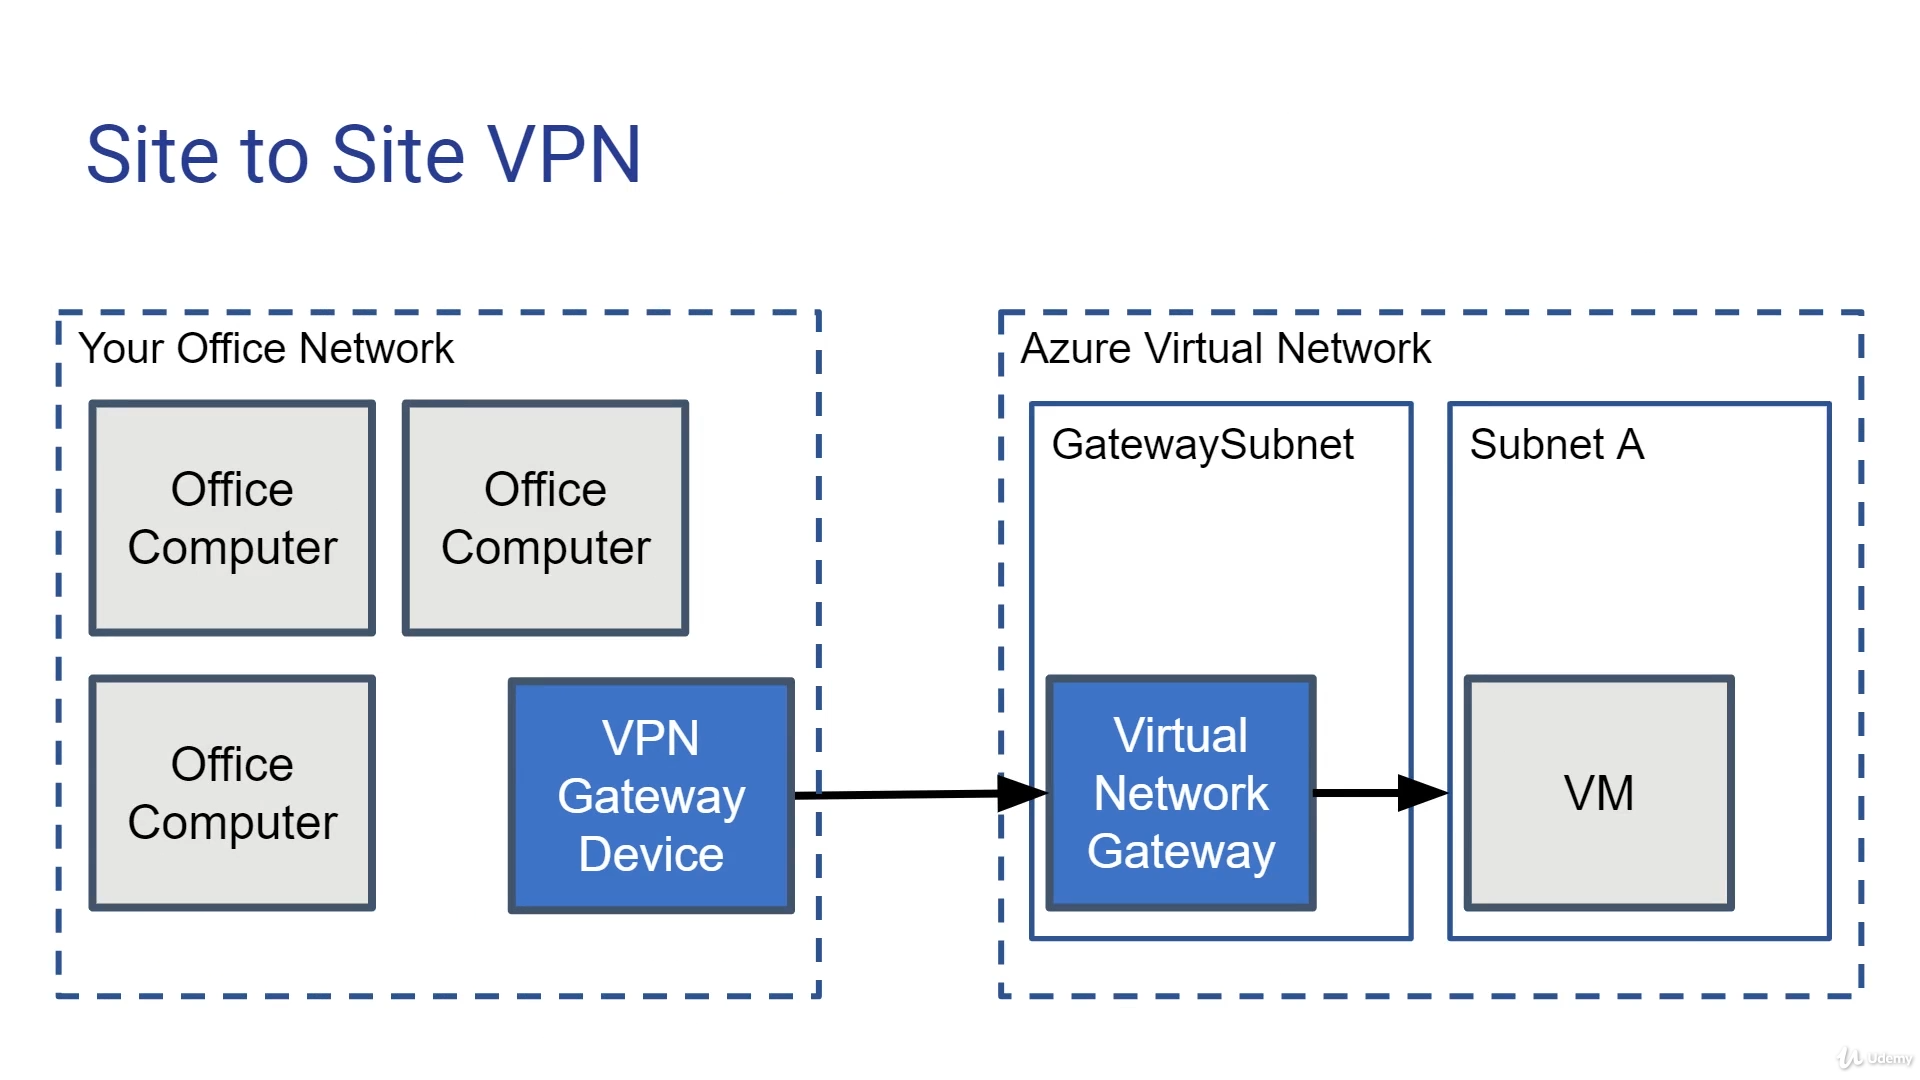 Site to Site VPN
Your Office Network
Office
Computer
Office
Computer
Office
Computer
VPN
Gateway
Device
Azure Virtual Network
GatewaySubnet
Virtual
Network
Gateway
Subnet A
VM
Udemy